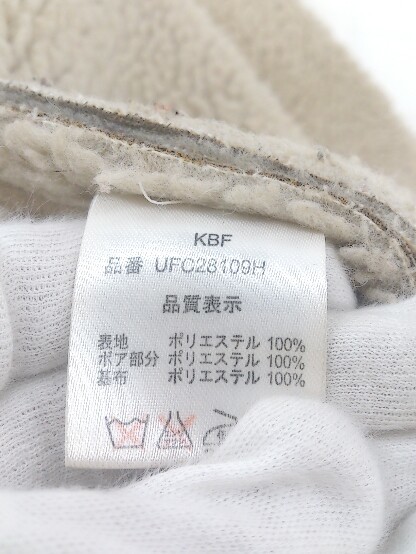 KBF
品番 UFC28109H
品質表示
表地 ポリエステル 100%
ボア部分 ポリエステル 100%
基布 ポリエステル 100%